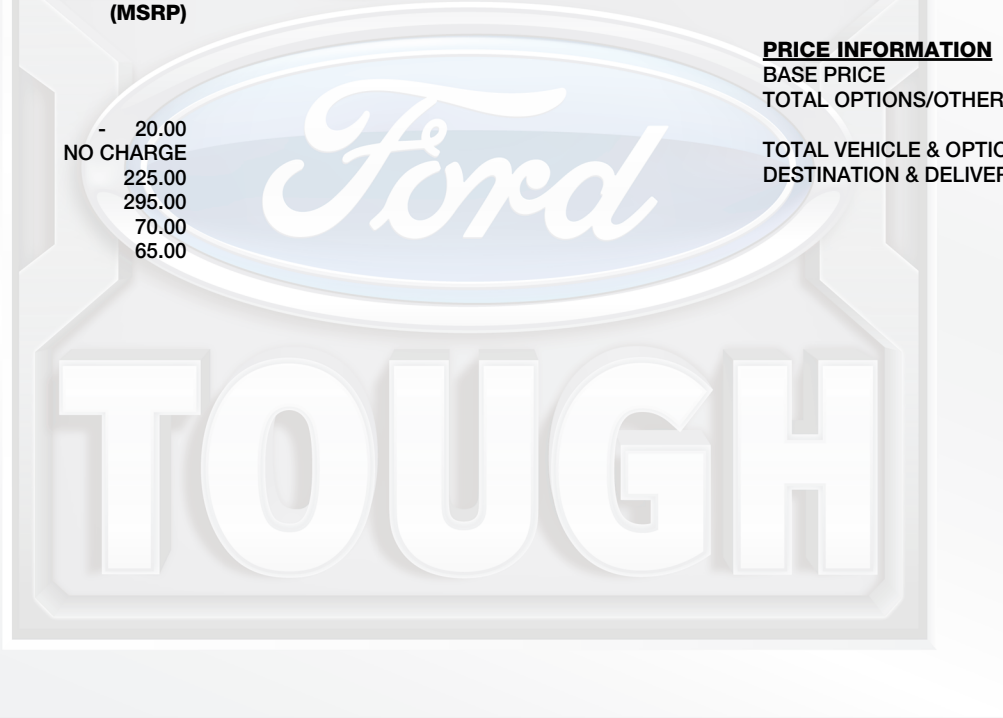 (MSRP)
- 20.00
NO CHARGE
225.00
295.00
70.00
65.00
PRICE INFORMATION
BASE PRICE
TOTAL OPTIONS/OTHER
TOTAL VEHICLE & OPTIO
DESTINATION & DELIVER
Ford
TOUGH